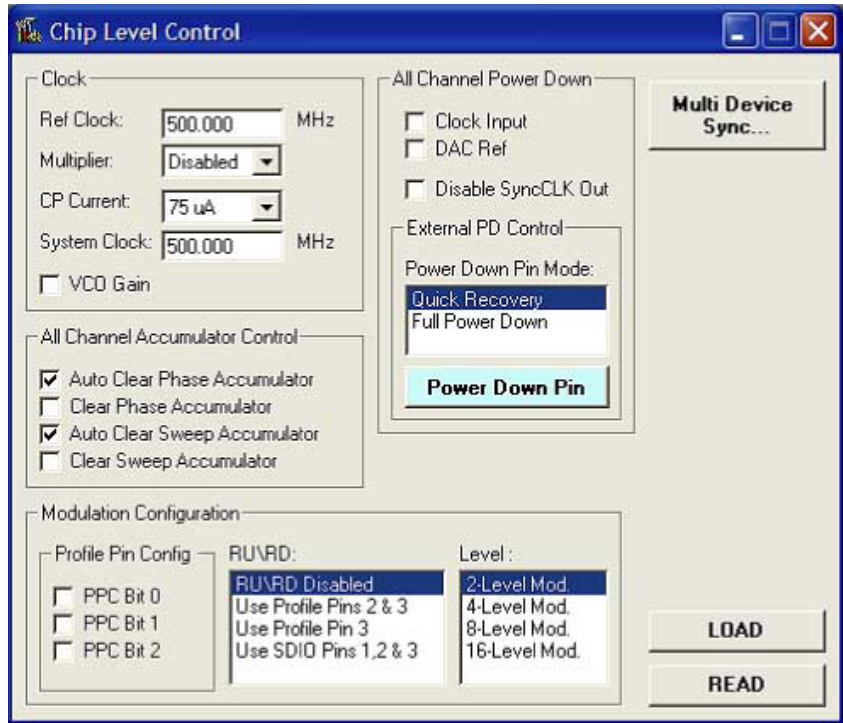 Chip Level Control
Clock
Ref Clock: 500.000 MHz
Multiplier: Disabled
CP Current: 75 uA
System Clock: 500.000 MHz
VCO Gain
All Channel Accumulator Control
Auto Clear Phase Accumulator
Clear Phase Accumulator
Auto Clear Sweep Accumulator
Clear Sweep Accumulator
All Channel Power Down
Clock Input
DAC Ref
Disable SyncCLK Out
External PD Control
Power Down Pin Mode:
Quick Recovery
Full Power Down
Power Down Pin
Multi Device
Sync...
Modulation Configuration
Profile Pin Config
PPC Bit 0
PPC Bit 1
PPC Bit 2
RU\RD:
RU\RD Disabled
Use Profile Pins 2 & 3
Use Profile Pin 3
Use SDIO Pins 1,2 & 3
Level :
2-Level Mod.
4-Level Mod.
8-Level Mod.
16-Level Mod.
LOAD
READ